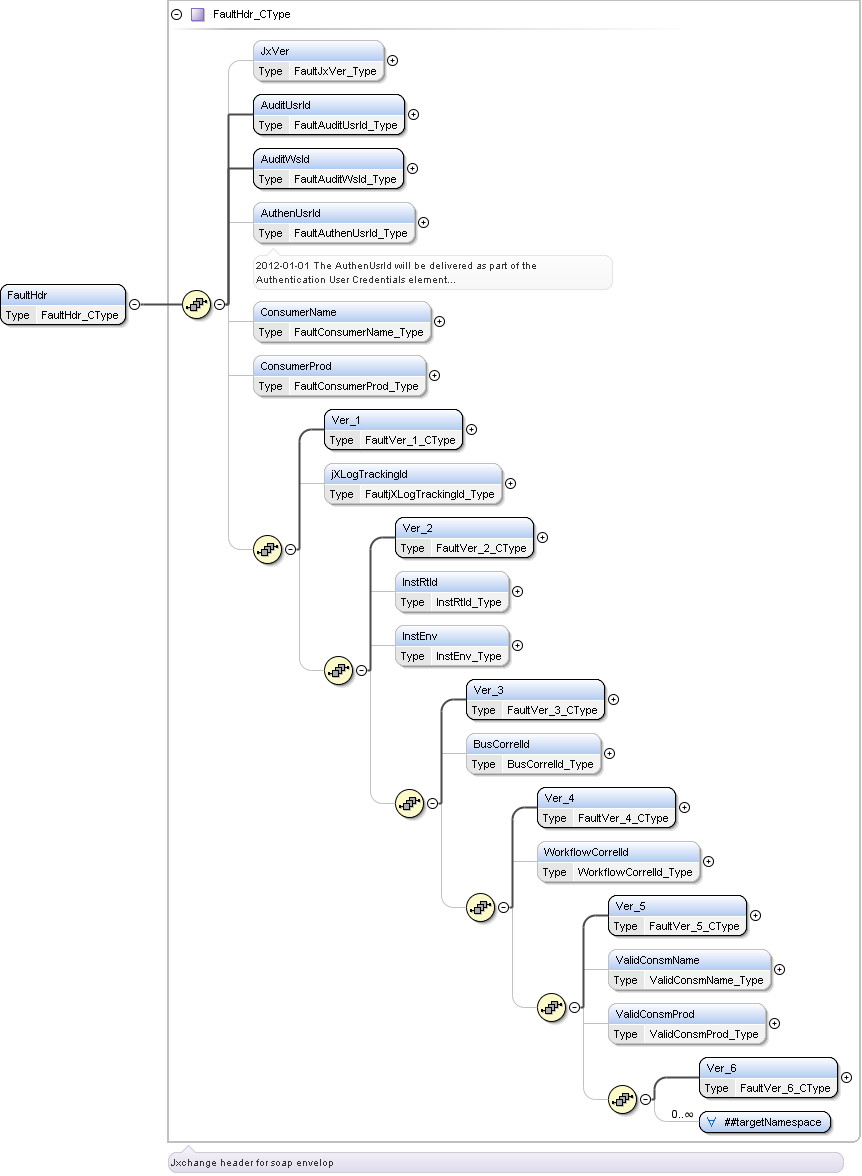 FaultHdr_CType
JxVer
Type FaultJxVer_Type
AuditUsrId
Type FaultAuditUsrId_Type
AuditWsId
Type FaultAuditWsId_Type
AuthenUsrId
Type FaultAuthenUsrId_Type
2012-01-01 The AuthenUsrId will be delivered as part of the
Authentication User Credentials element...
FaultHdr
Type FaultHdr_CType
ConsumerName
Type FaultConsumerName_Type
ConsumerProd
Type FaultConsumerProd_Type
Ver_1
Type FaultVer_1_CType
jXLogTrackingId
Type FaultjXLogTrackingId_Type
Ver_2
Type FaultVer_2_CType
InstRtId
Type InstRtId_Type
InstEnv
Type InstEnv_Type
Ver_3
Type FaultVer_3_CType
BusCorrelId
Type BusCorrelId_Type
Ver_4
Type FaultVer_4_CType
WorkflowCorrelId
Type WorkflowCorrelId_Type
Ver_5
Type FaultVer_5_CType
ValidConsmName
Type ValidConsmName_Type
ValidConsmProd
Type ValidConsmProd_Type
Ver_6
Type FaultVer_6_CType
0..∞
##targetNamespace
Jxchange header for soap envelop